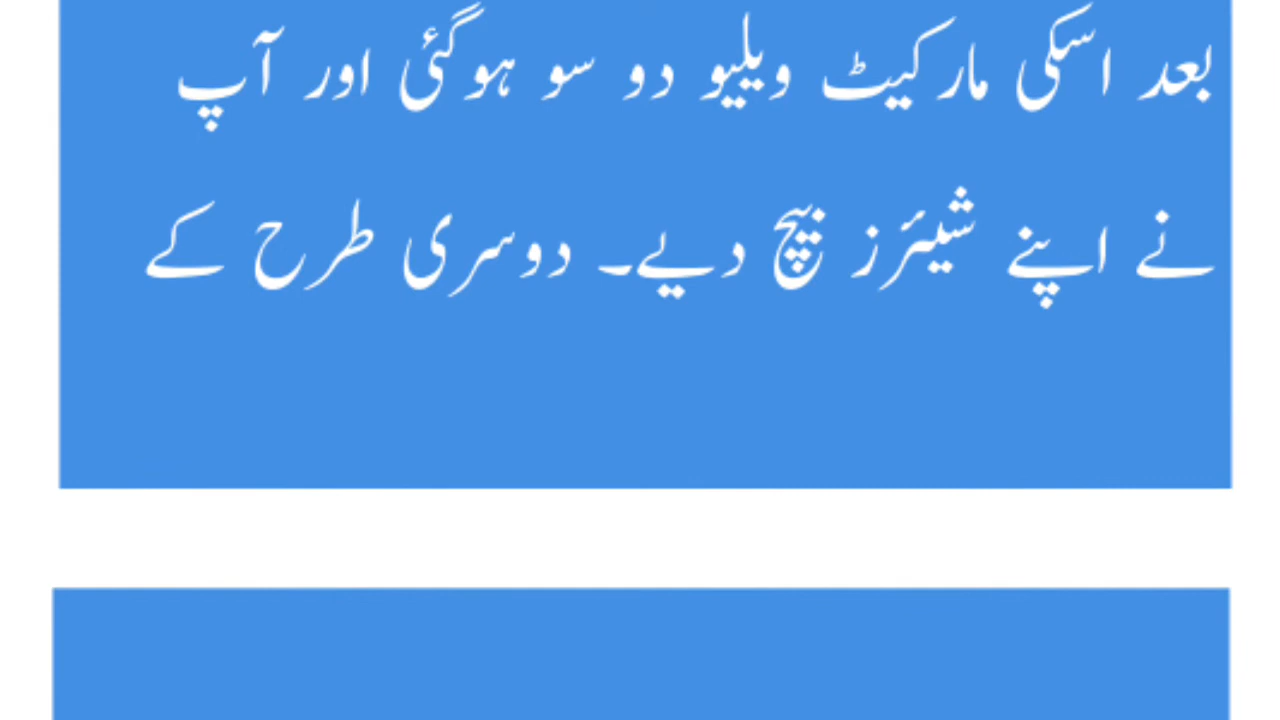 بعد اسکی مارکیٹ ویلیو دو سو ہوگئی اور آپ
نے اپنے شیئرز بیچ دیے۔ دوسری طرح کے